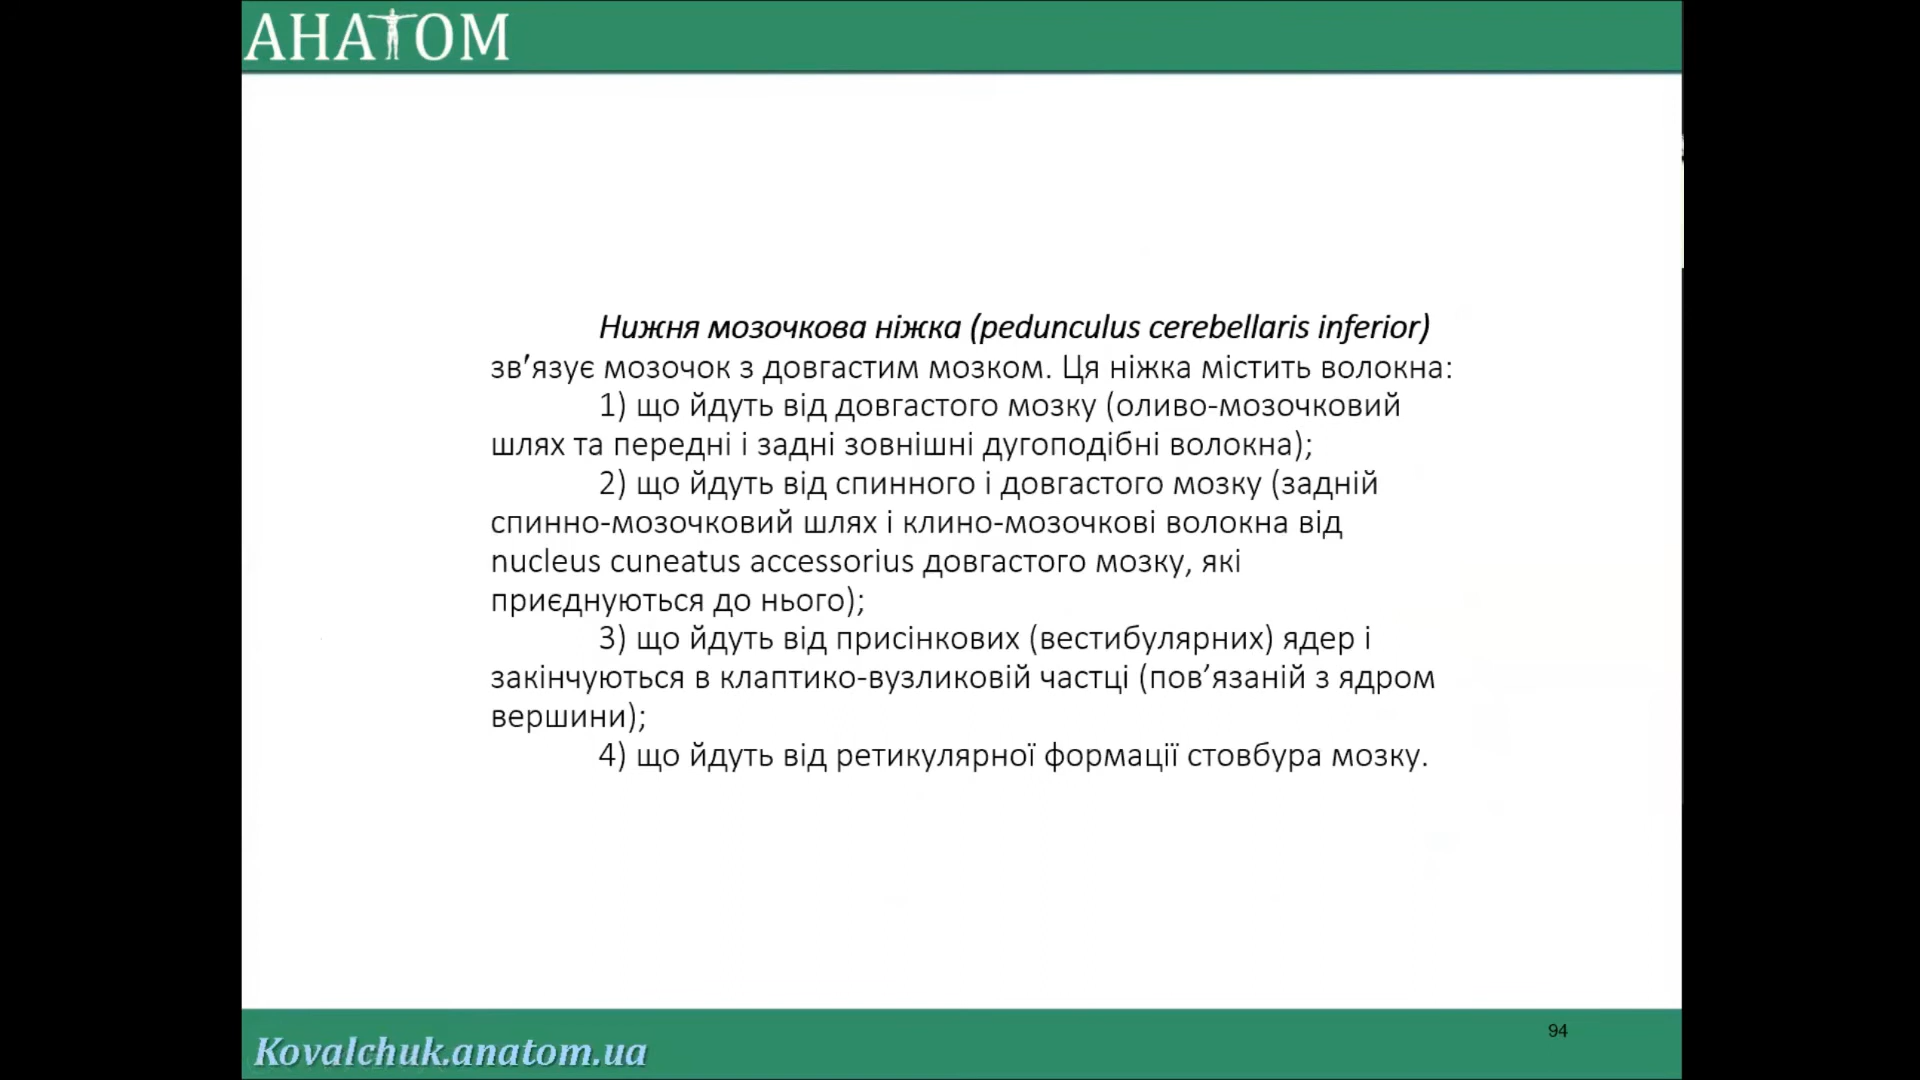 АНАТОМ
Нижня мозочкова ніжка (pedunculus cerebellaris inferior)
зв’язує мозочок з довгастим мозком. Ця ніжка містить волокна:
1) що йдуть від довгастого мозку (оливо-мозочковий
шлях та передні і задні зовнішні дугоподібні волокна);
2) що йдуть від спинного і довгастого мозку (задній
спинно-мозочковий шлях і клино-мозочкові волокна від
nucleus cuneatus accessorius довгастого мозку, які
приєднуються до нього);
3) що йдуть від присінкових (вестибулярних) ядер і
закінчуються в клаптико-вузликовій частці (пов’язаній з ядром
вершини);
4) що йдуть від ретикулярної формації стовбура мозку.
94
Kovalchuk.anatom.ua